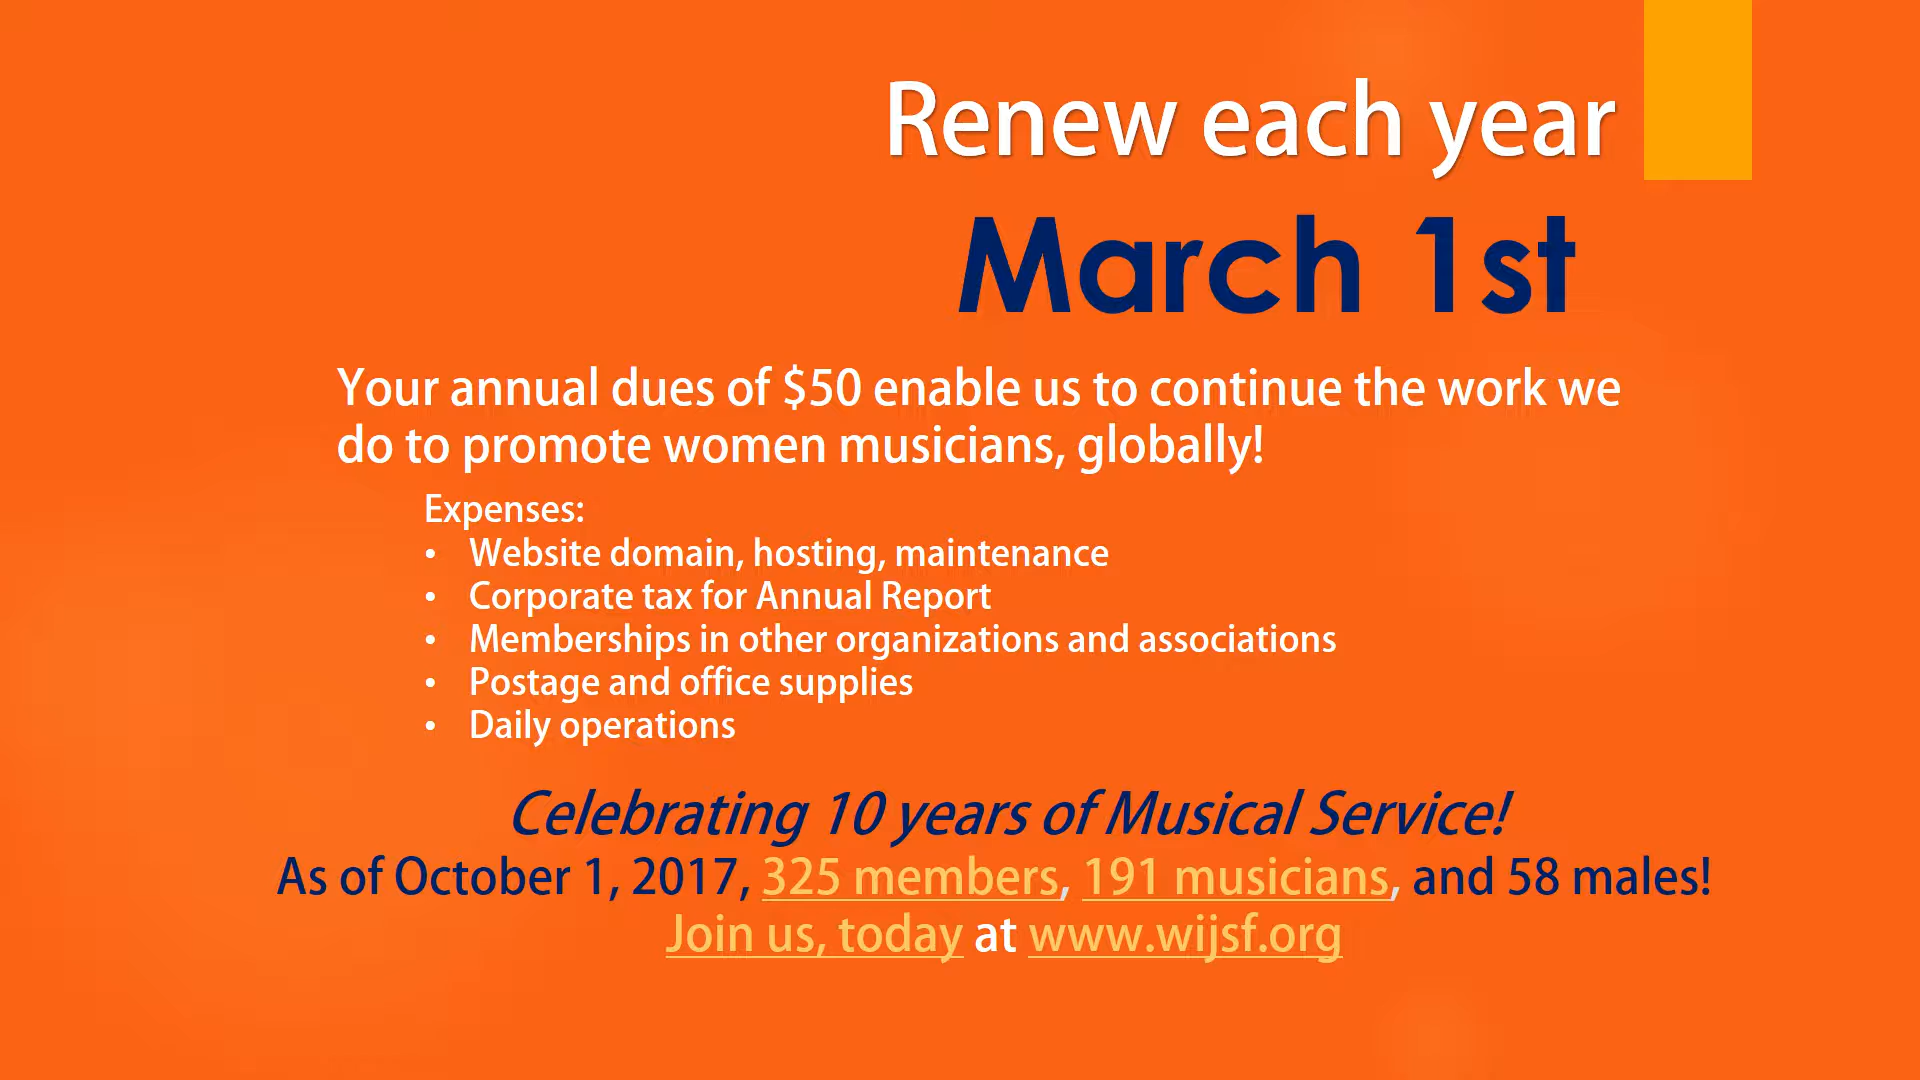 Renew each year
March 1st
Your annual dues of $50 enable us to continue the work we
do to promote women musicians, globally!
Expenses:
• Website domain, hosting, maintenance
• Corporate tax for Annual Report
• Memberships in other organizations and associations
• Postage and office supplies
• Daily operations
Celebrating 10 years of Musical Service!
As of October 1, 2017, 325 members, 191 musicians, and 58 males!
Join us, today at www.wijsf.org